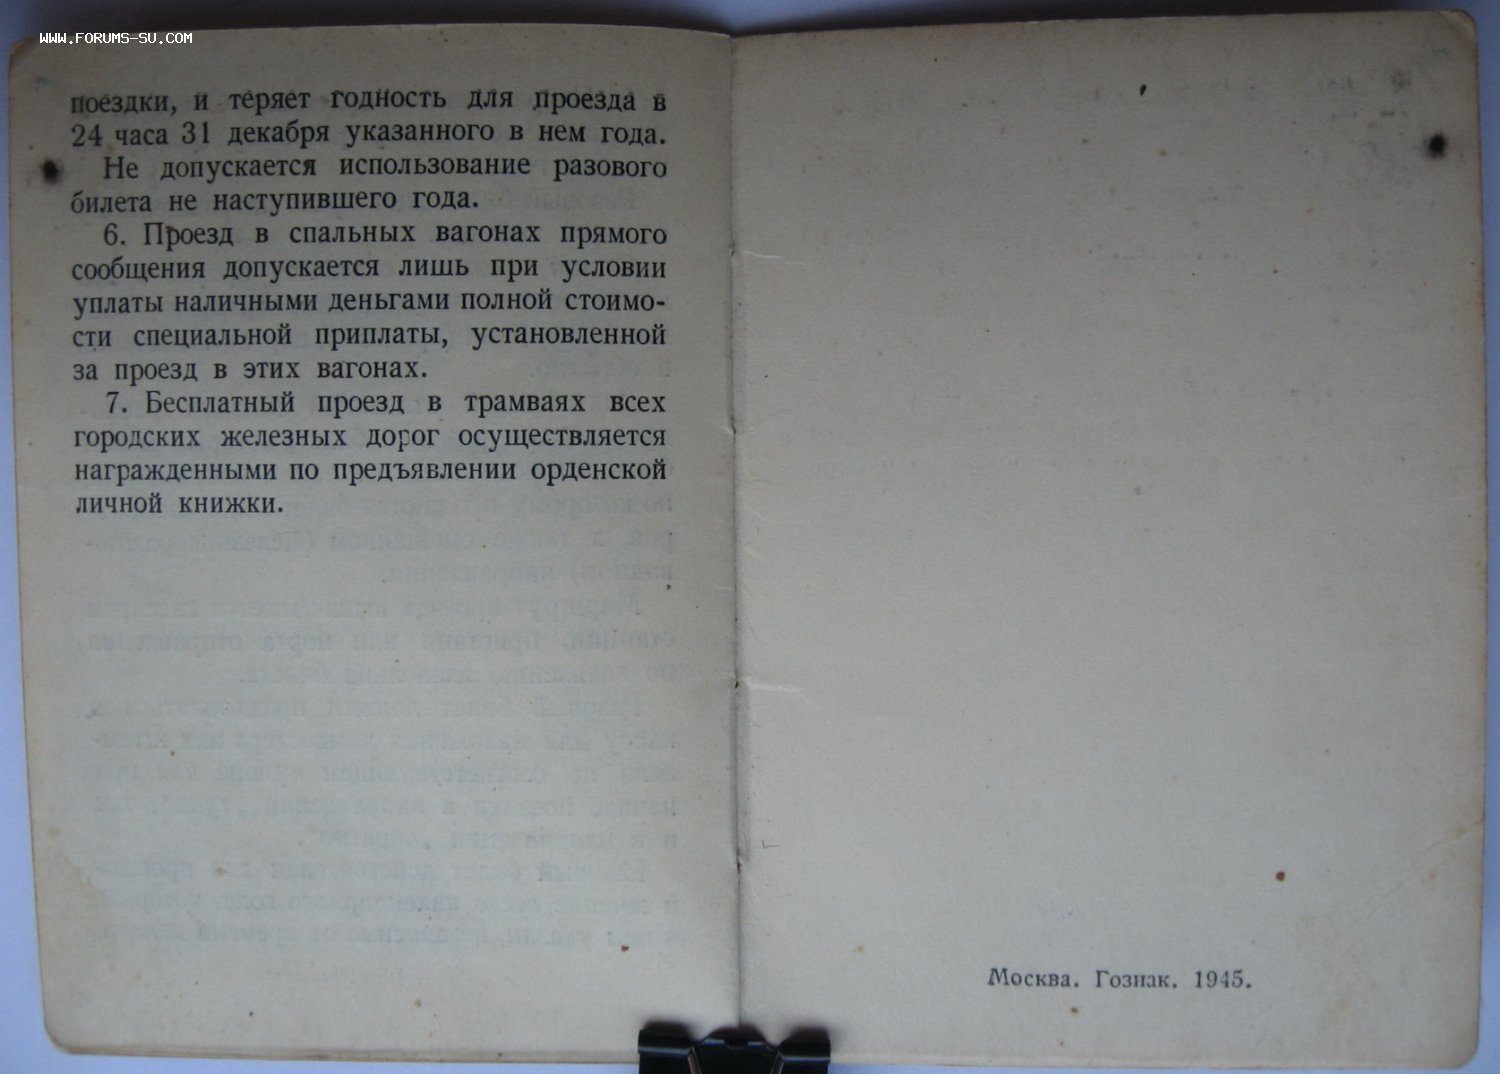 WWW.FORUMS-SU.COM
поездки, и теряет годность для проезда в
24 часа 31 декабря указанного в нем года.
Не допускается использование разового
билета не наступившего года.
6. Проезд в спальных вагонах прямого
сообщения допускается лишь при условии
уплаты наличными деньгами полной стоимо-
сти специальной приплаты, установленной
за проезд в этих вагонах.
7. Бесплатный проезд в трамваях всех
городских железных дорог осуществляется
награжденными по предъявлении орденской
личной книжки.
Москва. Гознак. 1945.